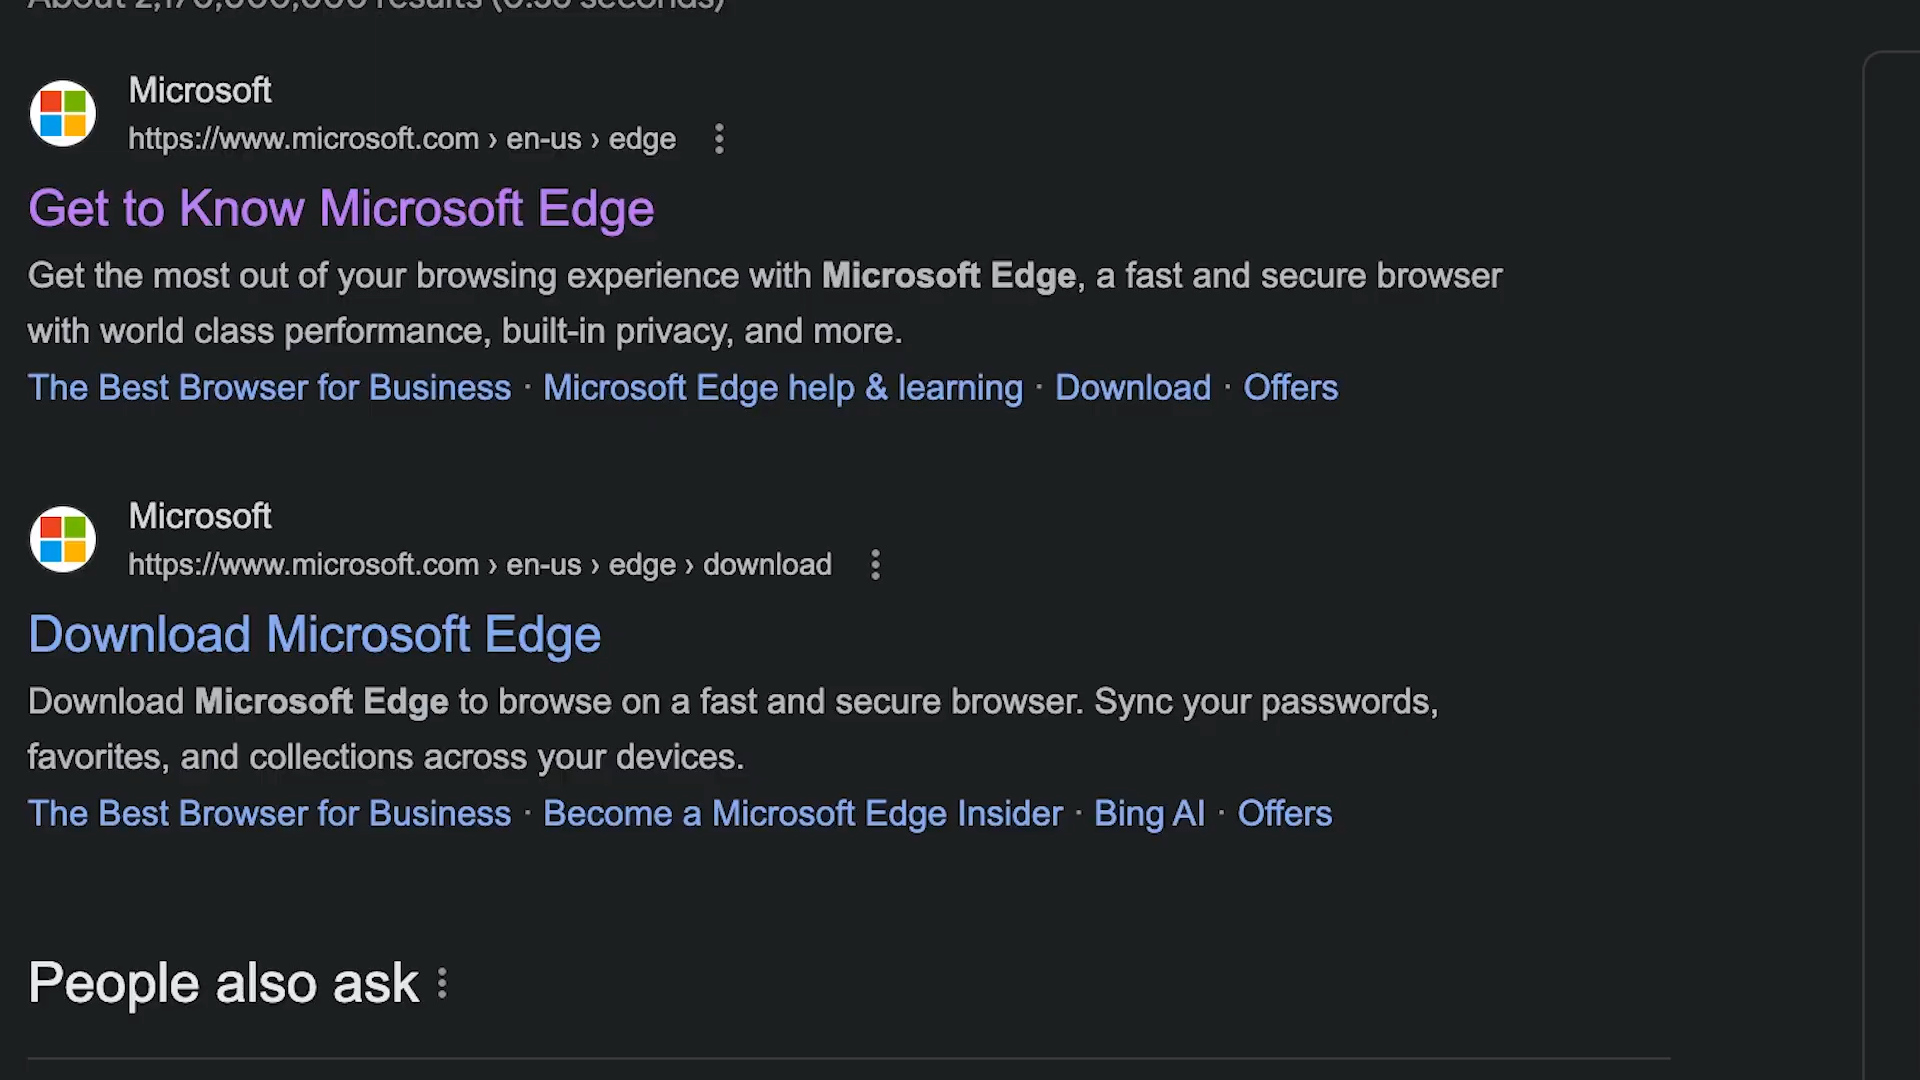 Microsoft
https://www.microsoft.com › en-us › edge
Get to Know Microsoft Edge
Get the most out of your browsing experience with Microsoft Edge, a fast and secure browser
with world class performance, built-in privacy, and more.
The Best Browser for Business · Microsoft Edge help & learning · Download · Offers
Microsoft
https://www.microsoft.com › en-us › edge › download
Download Microsoft Edge
Download Microsoft Edge to browse on a fast and secure browser. Sync your passwords,
favorites, and collections across your devices.
The Best Browser for Business · Become a Microsoft Edge Insider · Bing AI · Offers
People also ask